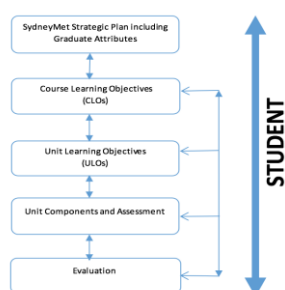 SydneyMet Strategic Plan including
Graduate Attributes
Course Learning Objectives
(CLOs)
Unit Learning Objectives
(ULOs)
Unit Components and Assessment
Evaluation
STUDENT